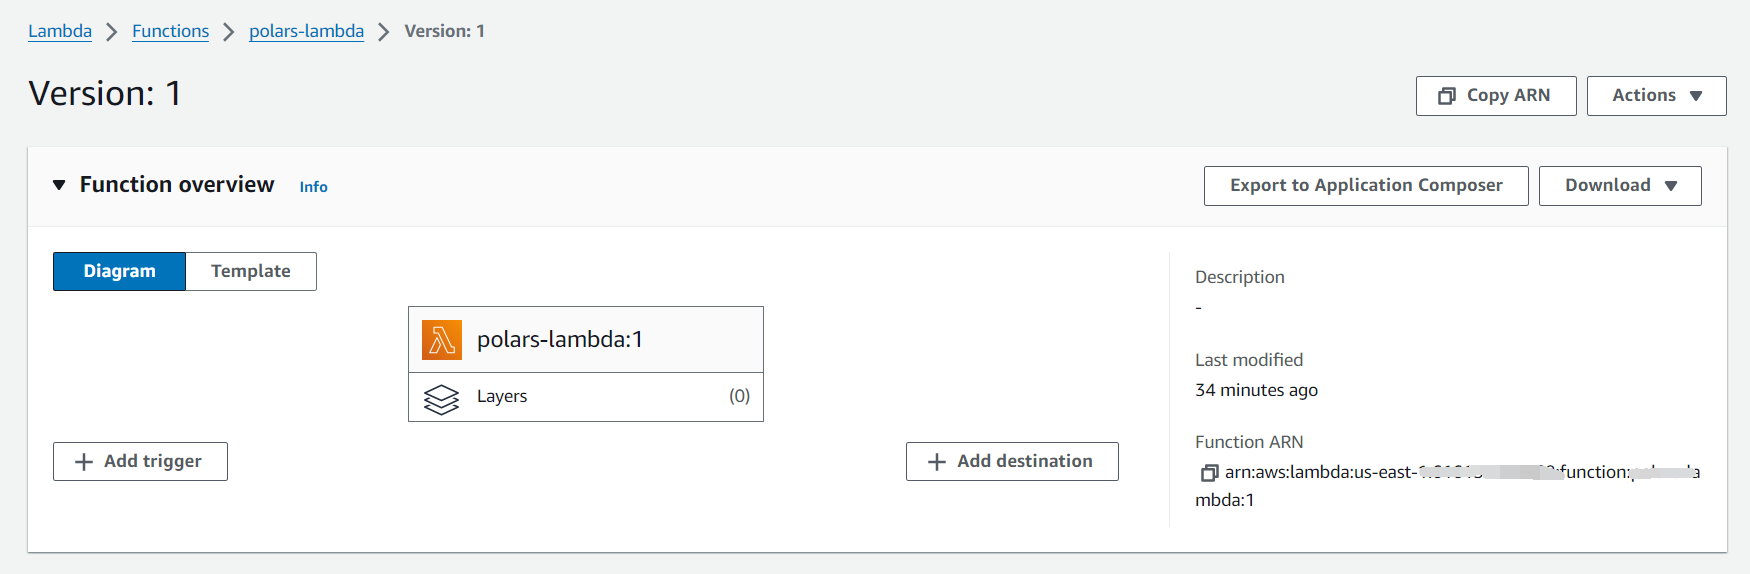 Lambda > Functions > polars-lambda > Version: 1
Version: 1
Copy ARN
Actions
Function overview Info
Export to Application Composer
Download
Diagram
Template
polars-lambda:1
Layers (0)
Add trigger
Add destination
Description
-
Last modified
34 minutes ago
Function ARN
arn:aws:lambda:us-east- function:
mbda:1